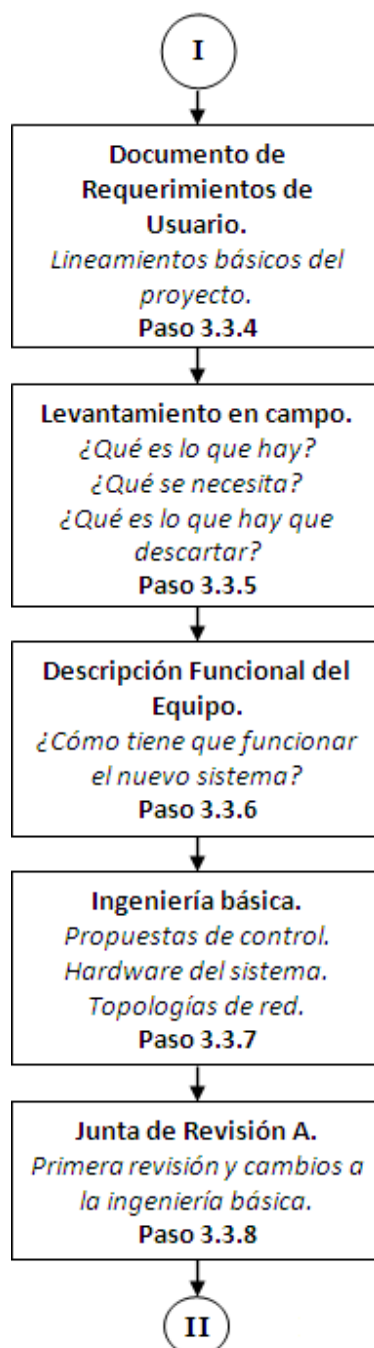 I
Documento de
Requerimientos de
Usuario.
Lineamientos básicos del
proyecto.
Paso 3.3.4
Levantamiento en campo.
¿Qué es lo que hay?
¿Qué se necesita?
¿Qué es lo que hay que
descartar?
Paso 3.3.5
Descripción Funcional del
Equipo.
¿Cómo tiene que funcionar
el nuevo sistema?
Paso 3.3.6
Ingeniería básica.
Propuestas de control.
Hardware del sistema.
Topologías de red.
Paso 3.3.7
Junta de Revisión A.
Primera revisión y cambios a
la ingeniería básica.
Paso 3.3.8
II